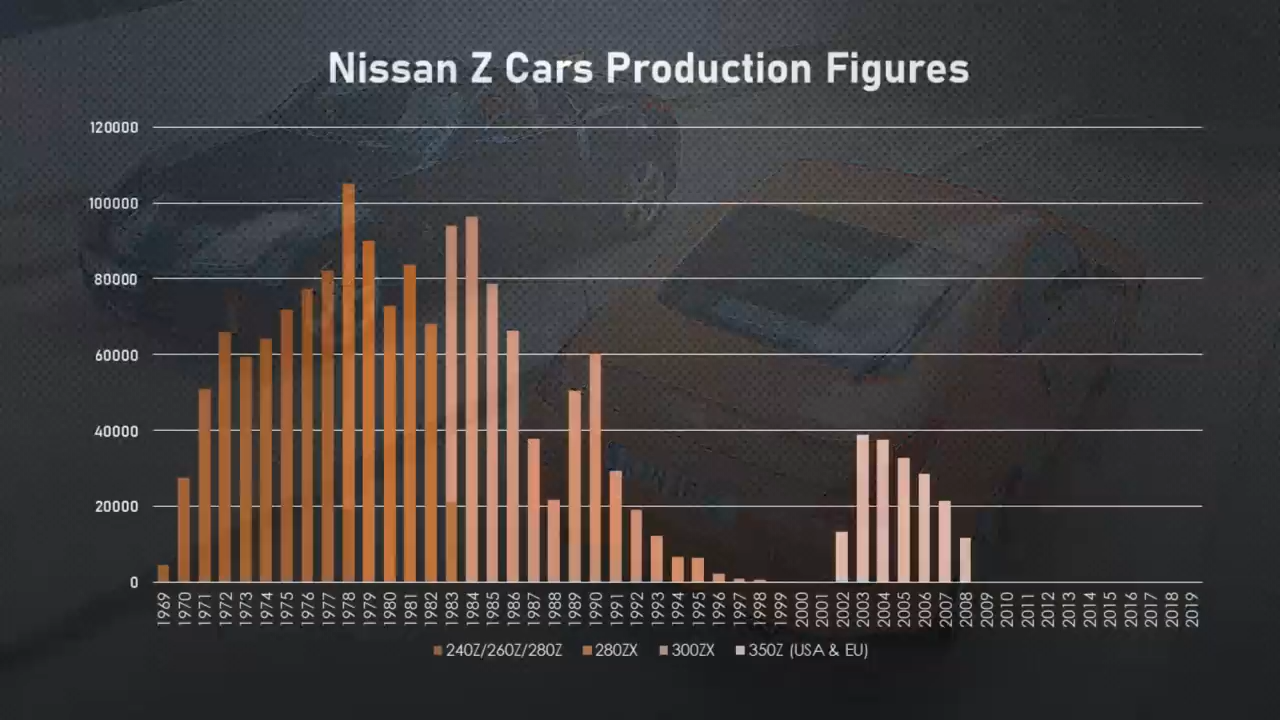 Nissan Z Cars Production Figures
120000
100000
80000
60000
40000
20000
0
1969 1970 1971 1972 1973 1974 1975 1976 1977 1978 1979 1980 1981 1982 1983 1984 1985 1986 1987 1988 1989 1990 1991 1992 1993 1994 1995 1996 1997 1998 1999 2000 2001 2002 2003 2004 2005 2006 2007 2008 2009 2010 2011 2012 2013 2014 2015 2016 2017 2018 2019
240Z/260Z/280Z 280ZX 300ZX 350Z (USA & EU)